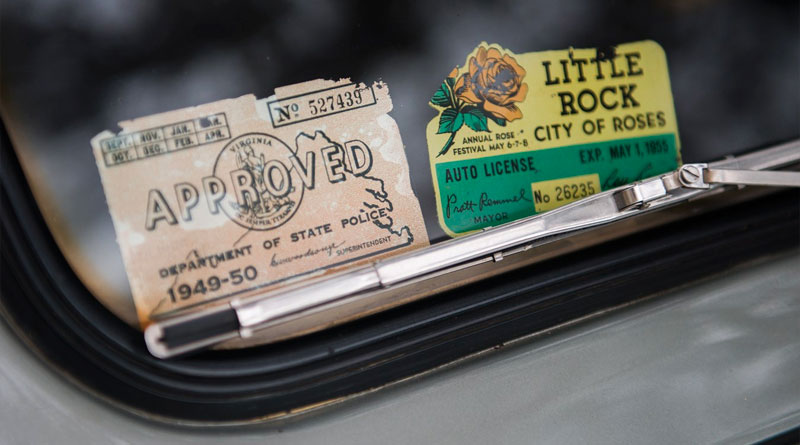 Nº 527439
SEPT. NOV. JAN. MAR.
OCT. DEC. FEB. APRIL
VIRGINIA
APPROVED
DEPARTMENT OF STATE POLICE
SUPERINTENDENT
1949-50
LITTLE
ROCK
CITY OF ROSES
ANNUAL ROSE
FESTIVAL MAY 6-7-8
AUTO LICENSE EXP. MAY 1, 1955
Pratt Remmel
MAYOR
No 26235